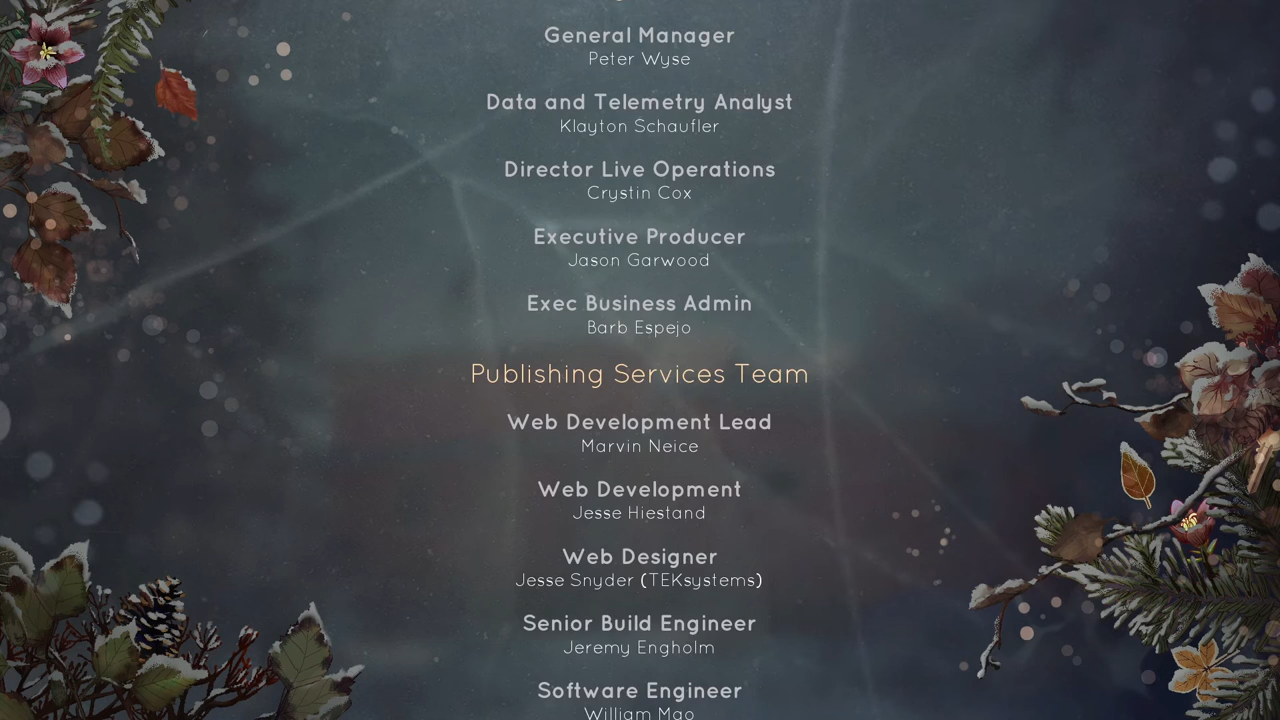 General Manager
Peter Wyse
Data and Telemetry Analyst
Klayton Schaufler
Director Live Operations
Crystin Cox
Executive Producer
Jason Garwood
Exec Business Admin
Barb Espejo
Publishing Services Team
Web Development Lead
Marvin Neice
Web Development
Jesse Hiestand
Web Designer
Jesse Snyder (TEKsystems)
Senior Build Engineer
Jeremy Engholm
Software Engineer
William Mao